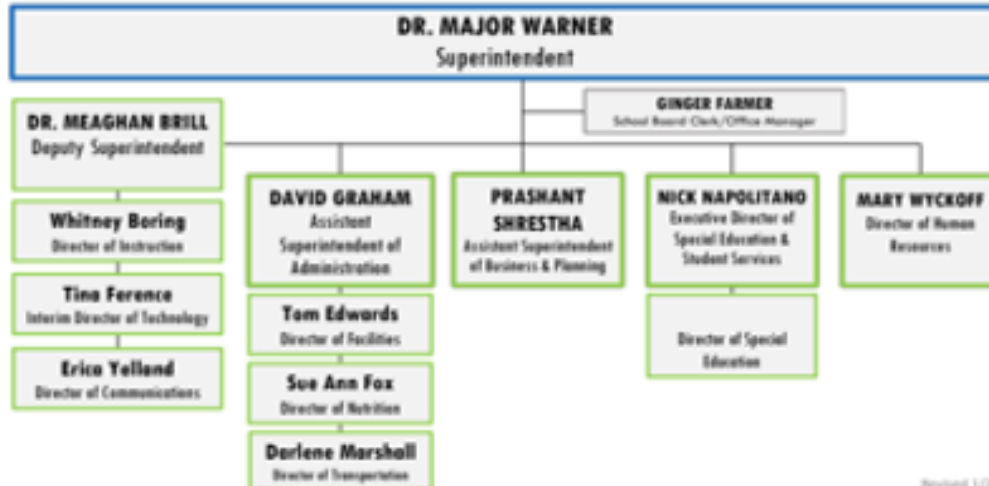 DR. MAJOR WARNER
Superintendent
GINGER FARMER
School Board Clerk/Office Manager
DR. MEAGHAN BRILL
Deputy Superintendent
Whitney Boring
Director of Instruction
Tina Ference
Interim Director of Technology
Erica Yelland
Director of Communications
DAVID GRAHAM
Assistant
Superintendent of
Administration
Tom Edwards
Director of Facilities
Sue Ann Fox
Director of Nutrition
Darlene Marshall
Director of Transportation
PRASHANT
SHRESTHA
Assistant Superintendent
of Business & Planning
NICK NAPOLITANO
Executive Director of
Special Education &
Student Services
Director of Special
Education
MARY WYCKOFF
Director of Human
Resources
Revised